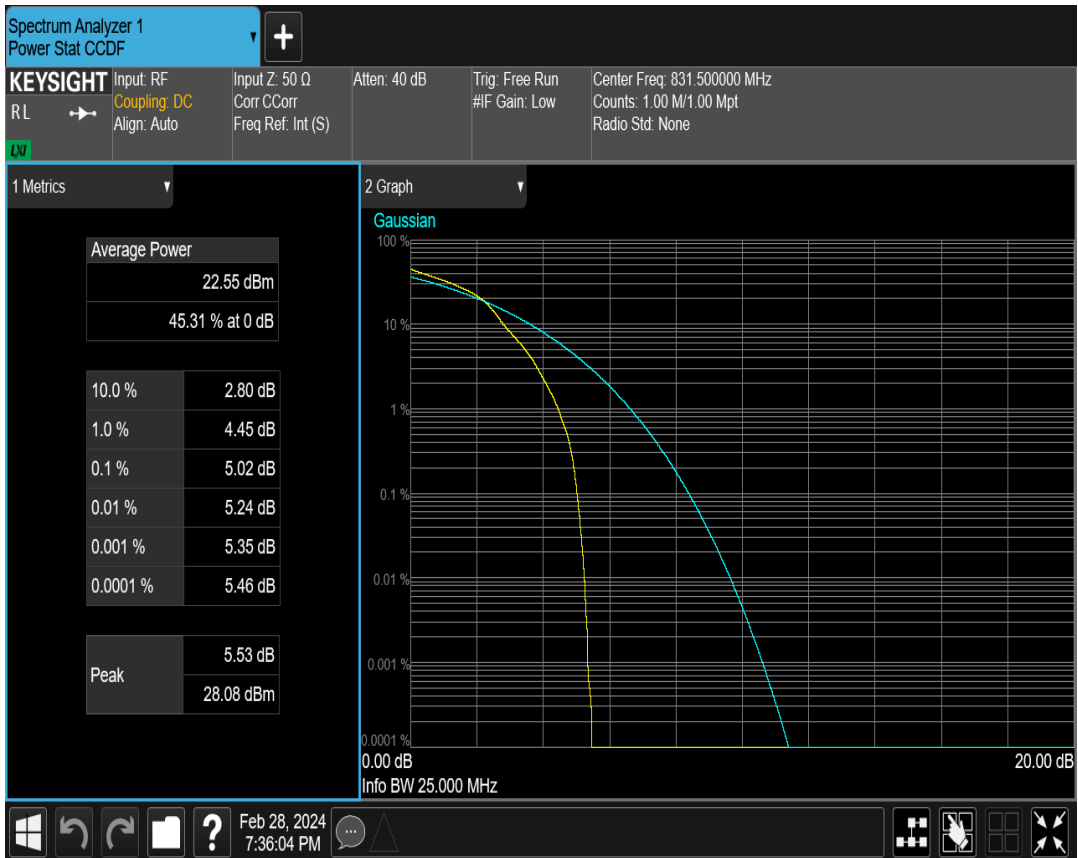 Spectrum Analyzer 1
Power Stat CCDF
+
KEYSIGHT
RL
LXI
Input: RF
Coupling: DC
Align: Auto
Input Z: 50 Ω
Corr CCorr
Freq Ref: Int (S)
Atten: 40 dB
Trig: Free Run
#IF Gain: Low
Center Freq: 831.500000 MHz
Counts: 1.00 M/1.00 Mpt
Radio Std: None
1 Metrics
Average Power
22.55 dBm
45.31 % at 0 dB
10.0 % 2.80 dB
1.0 % 4.45 dB
0.1 % 5.02 dB
0.01 % 5.24 dB
0.001 % 5.35 dB
0.0001 % 5.46 dB
Peak
5.53 dB
28.08 dBm
2 Graph
Gaussian
100 %
10 %
1 %
0.1 %
0.01 %
0.001 %
0.0001 %
0.00 dB 20.00 dB
Info BW 25.000 MHz
?
Feb 28, 2024
7:36:04 PM